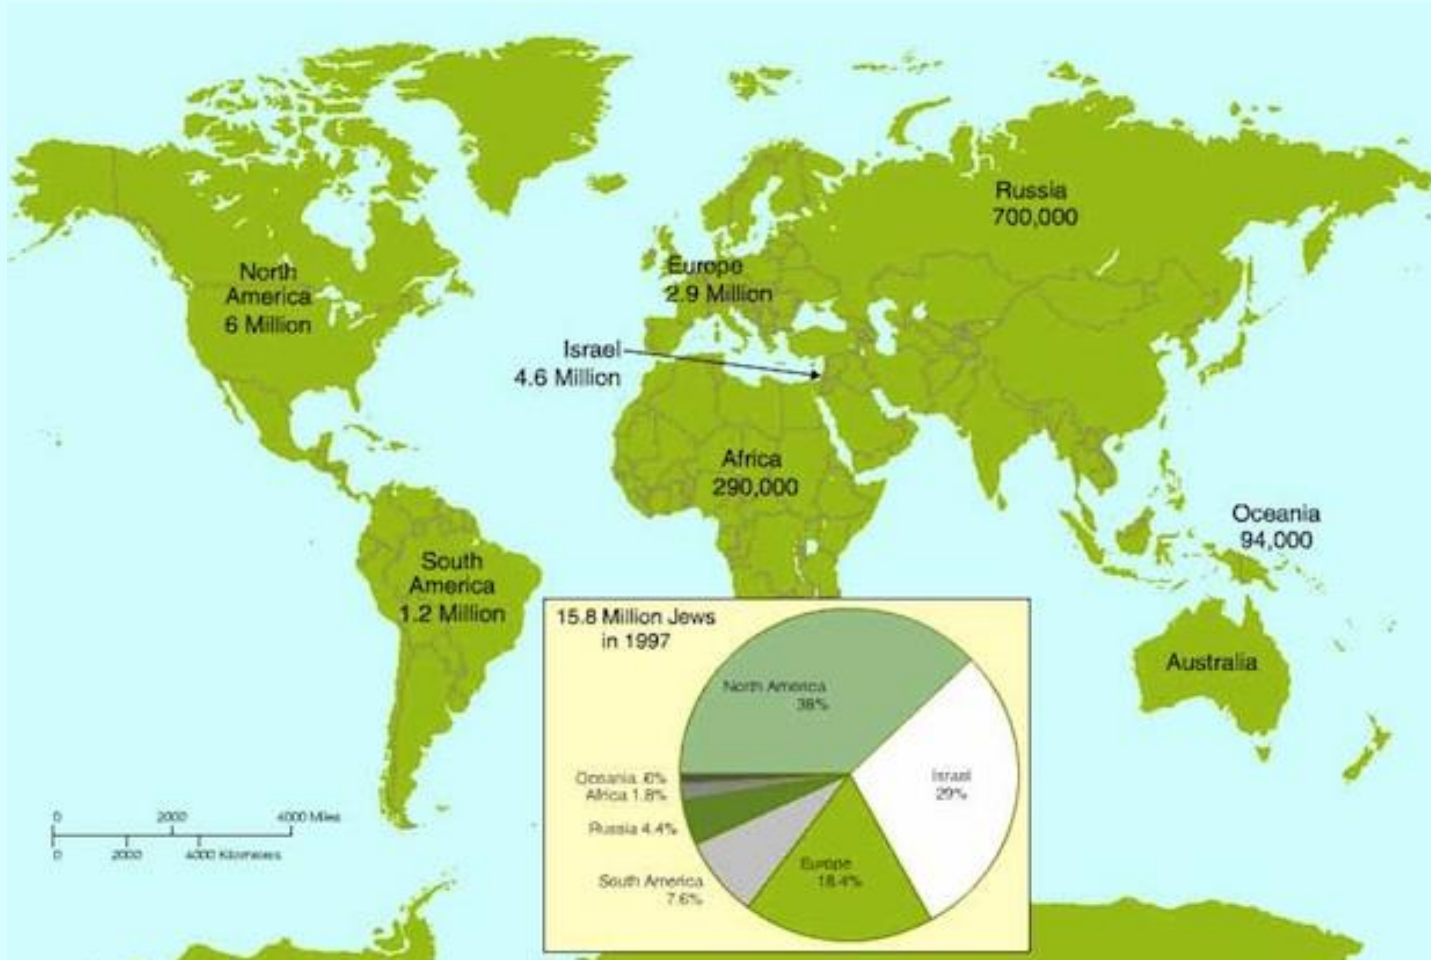 Russia
700,000
North
America
6 Million
Europe
2.9 Million
Israel
4.6 Million
Africa
290,000
Oceania
94,000
South
America
1.2 Million
Australia
15.8 Million Jews
in 1997
North America
38%
Israel
29%
Oceania .6%
Africa 1.8%
Russia 4.4%
Europe
18.4%
South America
7.6%
0 2000 4000 Miles
0 2000 4000 Kilometers